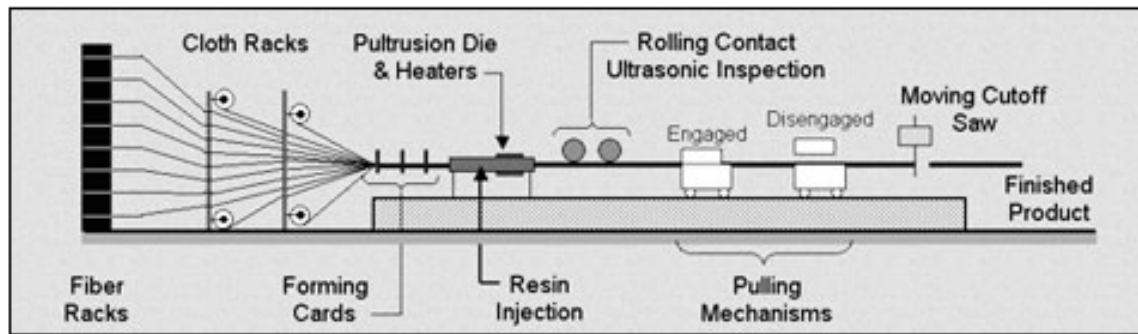 Cloth Racks
Pultrusion Die
& Heaters
Rolling Contact
Ultrasonic Inspection
Engaged
Disengaged
Moving Cutoff
Saw
Finished
Product
Fiber
Racks
Forming
Cards
Resin
Injection
Pulling
Mechanisms